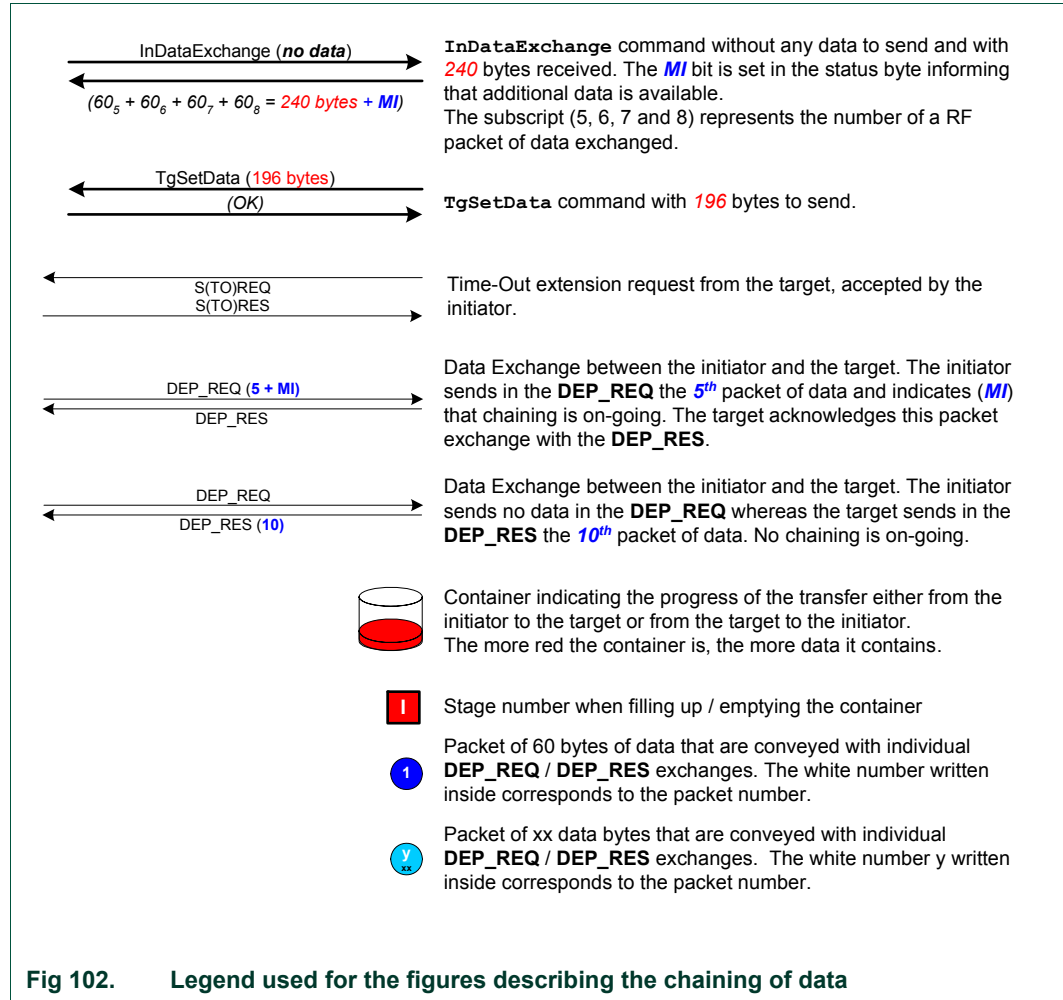 InDataExchange (no data)
(60₅ + 60₆ + 60₇ + 60₈ = 240 bytes + MI)
InDataExchange command without any data to send and with
240 bytes received. The MI bit is set in the status byte informing
that additional data is available.
The subscript (5, 6, 7 and 8) represents the number of a RF
packet of data exchanged.
TgSetData (196 bytes)
(OK)
TgSetData command with 196 bytes to send.
S(TO)REQ
S(TO)RES
Time-Out extension request from the target, accepted by the
initiator.
DEP_REQ (5 + MI)
DEP_RES
Data Exchange between the initiator and the target. The initiator
sends in the DEP_REQ the 5th packet of data and indicates (MI)
that chaining is on-going. The target acknowledges this packet
exchange with the DEP_RES.
DEP_REQ
DEP_RES (10)
Data Exchange between the initiator and the target. The initiator
sends no data in the DEP_REQ whereas the target sends in the
DEP_RES the 10th packet of data. No chaining is on-going.
Container indicating the progress of the transfer either from the
initiator to the target or from the target to the initiator.
The more red the container is, the more data it contains.
I
Stage number when filling up / emptying the container
1
Packet of 60 bytes of data that are conveyed with individual
DEP_REQ / DEP_RES exchanges. The white number written
inside corresponds to the packet number.
y
xx
Packet of xx data bytes that are conveyed with individual
DEP_REQ / DEP_RES exchanges. The white number y written
inside corresponds to the packet number.
Fig 102. Legend used for the figures describing the chaining of data